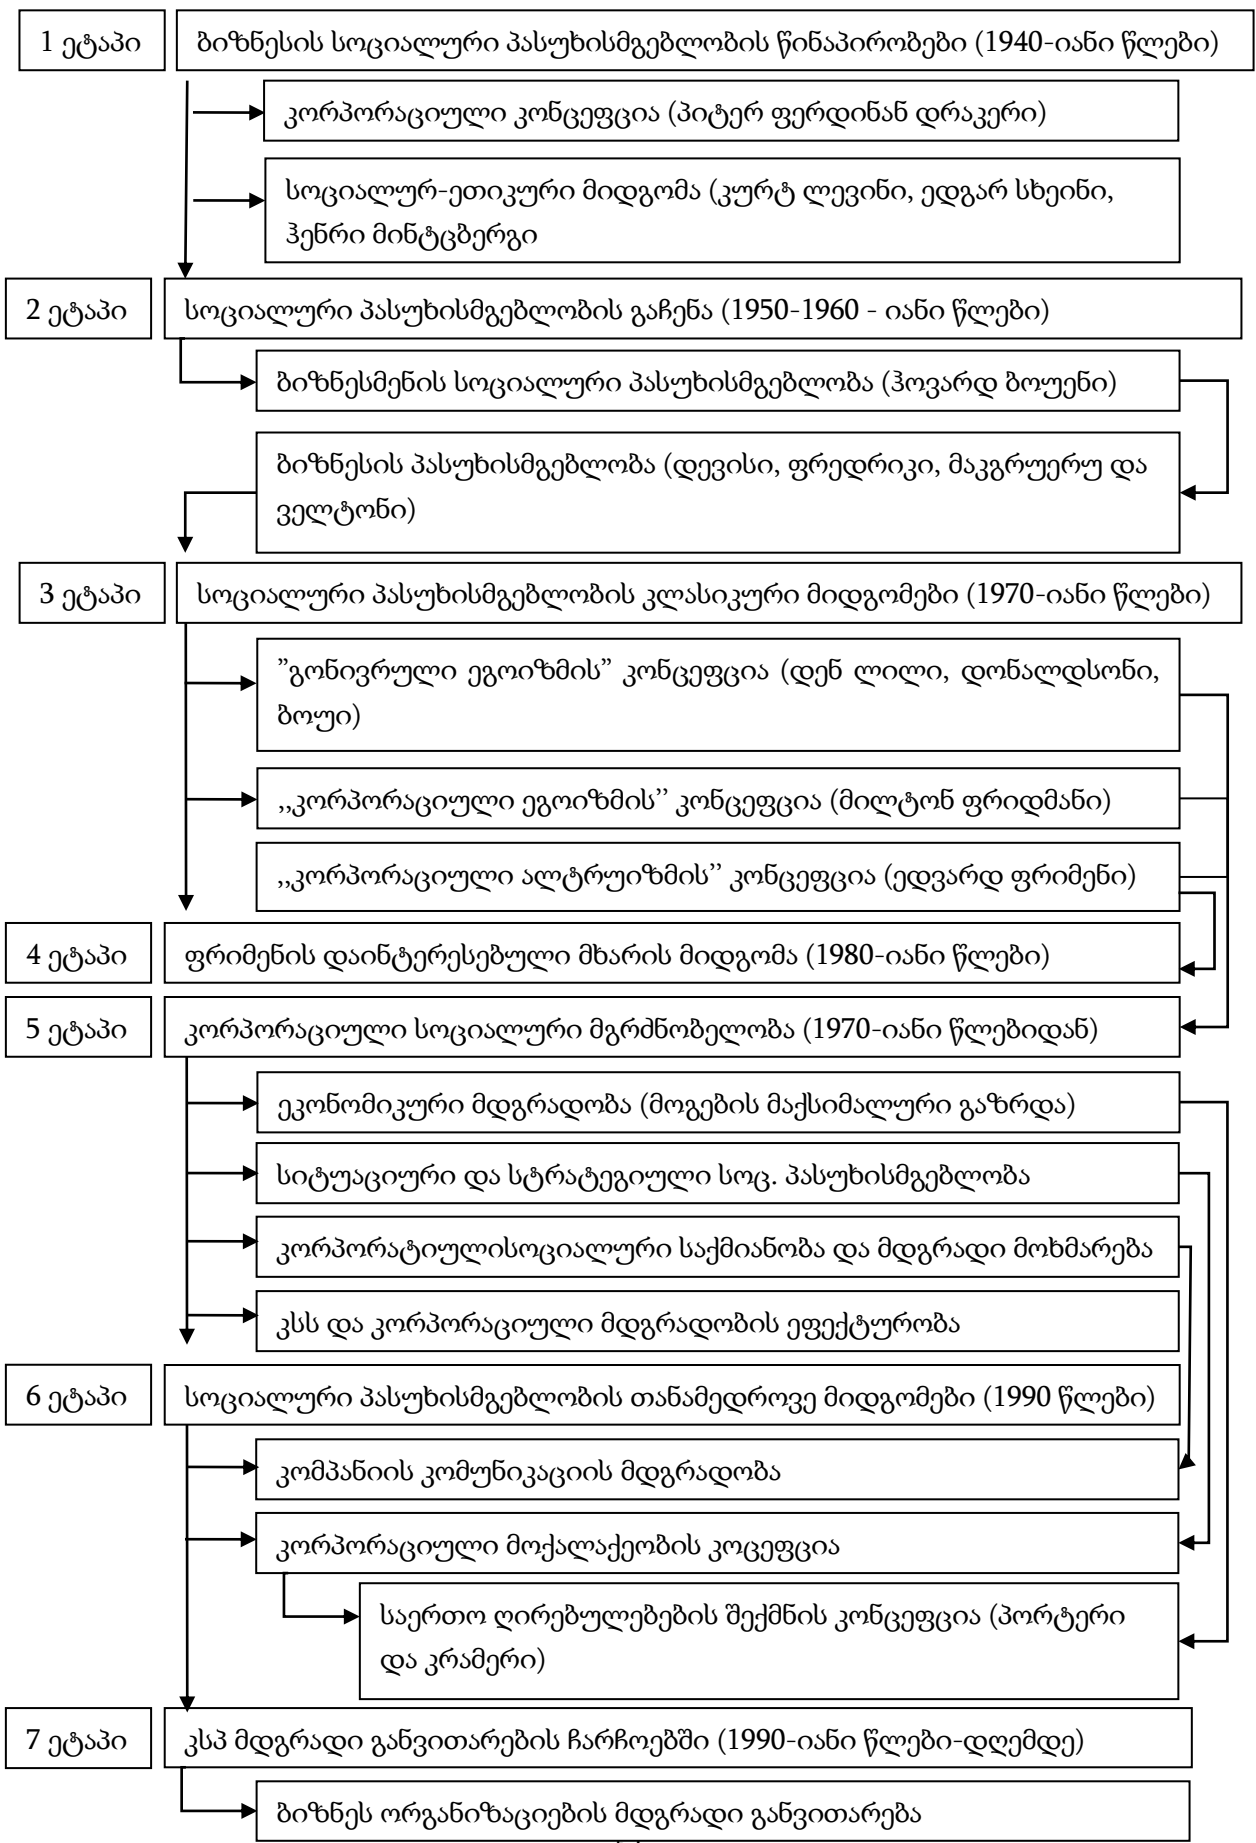 1 ეტაპი
ბიზნესის სოციალური პასუხისმგებლობის წინაპირობები (1940-იანი წლები)
კორპორაციული კონცეფცია (პიტერ ფერდინან დრაკერი)
სოციალურ-ეთიკური მიდგომა (კურტ ლევინი, ედგარ სხეინი,
ჰენრი მინტცბერგი
2 ეტაპი
სოციალური პასუხისმგებლობის გაჩენა (1950-1960 - იანი წლები)
ბიზნესმენის სოციალური პასუხისმგებლობა (ჰოვარდ ბოუენი)
ბიზნესის პასუხისმგებლობა (დევისი, ფრედრიკი, მაკგრუერუ და
ველტონი)
3 ეტაპი
სოციალური პასუხისმგებლობის კლასიკური მიდგომები (1970-იანი წლები)
”გონივრული ეგოიზმის” კონცეფცია (დენ ლილი, დონალდსონი,
ბოუი)
,,კორპორაციული ეგოიზმის’’ კონცეფცია (მილტონ ფრიდმანი)
,,კორპორაციული ალტრუიზმის’’ კონცეფცია (ედვარდ ფრიმენი)
4 ეტაპი
ფრიმენის დაინტერესებული მხარის მიდგომა (1980-იანი წლები)
5 ეტაპი
კორპორაციული სოციალური მგრძნობელობა (1970-იანი წლებიდან)
ეკონომიკური მდგრადობა (მოგების მაქსიმალური გაზრდა)
სიტუაციური და სტრატეგიული სოც. პასუხისმგებლობა
კორპორატიულისოციალური საქმიანობა და მდგრადი მოხმარება
კსს და კორპორაციული მდგრადობის ეფექტურობა
6 ეტაპი
სოციალური პასუხისმგებლობის თანამედროვე მიდგომები (1990 წლები)
კომპანიის კომუნიკაციის მდგრადობა
კორპორაციული მოქალაქეობის კოცეფცია
საერთო ღირებულებების შექმნის კონცეფცია (პორტერი
და კრამერი)
7 ეტაპი
კსპ მდგრადი განვითარების ჩარჩოებში (1990-იანი წლები-დღემდე)
ბიზნეს ორგანიზაციების მდგრადი განვითარება